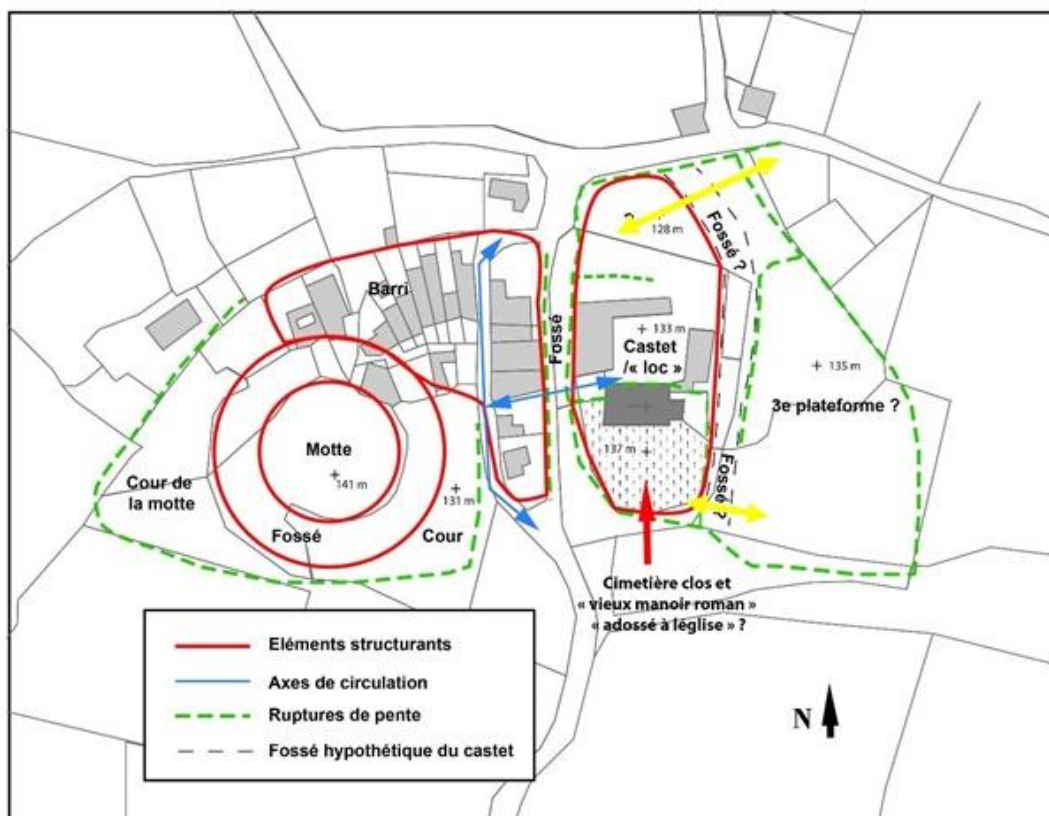 ?
128 m
Fossé ?
Barri
Fossé
133 m
Castet
/« loc »
135 m
3e plateforme ?
Motte
141 m
137 m
Cour de
la motte
131 m
Fossé
Cour
Fossé ?
Cimetière clos et
« vieux manoir roman »
« adossé à léglise » ?
Eléments structurants
Axes de circulation
Ruptures de pente
Fossé hypothétique du castet
N